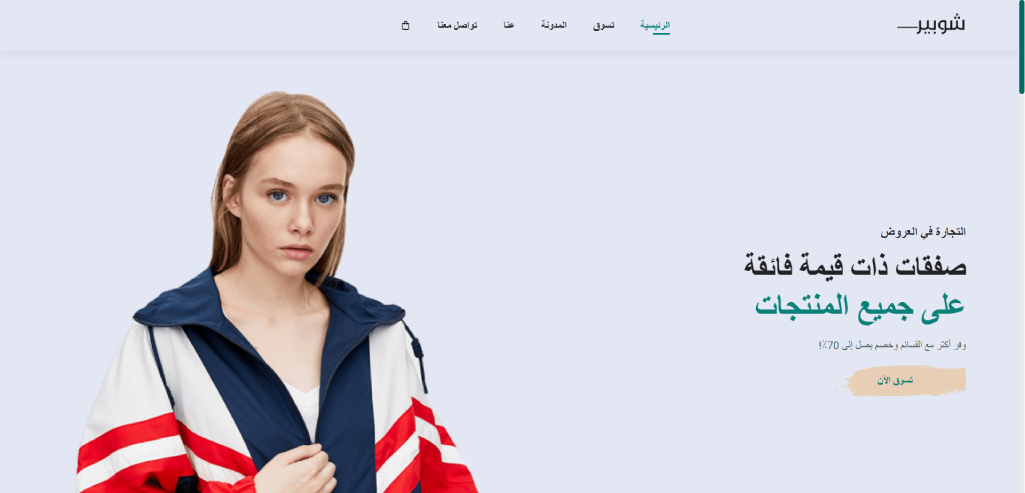 شوبير
الرئيسية تسوق المدونة عنا تواصل معنا
التجارة في العروض
صفقات ذات قيمة فائقة
على جميع المنتجات
وفر أكثر مع القسائم وخصم يصل إلى 70٪!
تسوق الآن